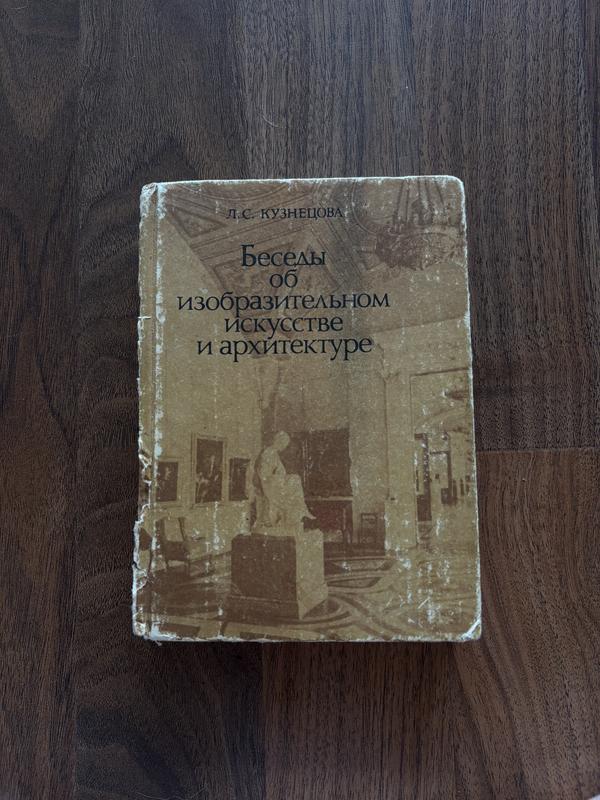 Л.С. КУЗНЕЦОВА
Беседы
об
изобразительном
искусстве
и архитектуре